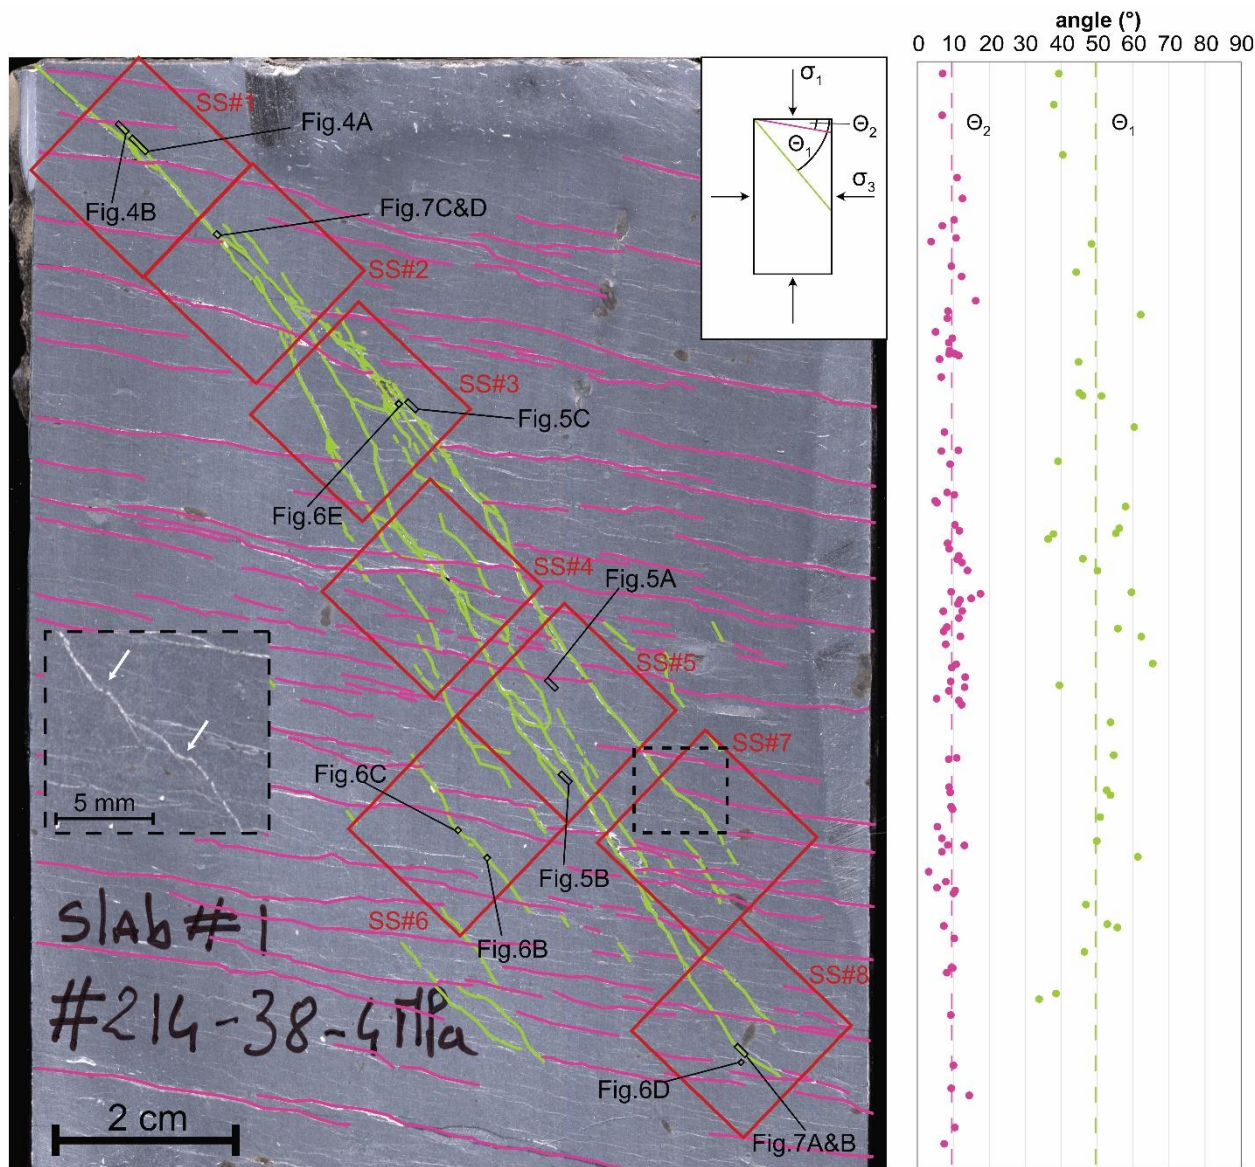 angle (°)
0 10 20 30 40 50 60 70 80 90
σ1
Θ2
Θ1
σ3
Θ2
Θ1
SS#1
Fig.4A
Fig.4B
Fig.7C&D
SS#2
SS#3
Fig.5C
Fig.6E
SS#4
Fig.5A
SS#5
SS#7
Fig.6C
5 mm
Fig.5B
SS#6
Fig.6B
SS#8
Slab #1
#214-38-4MPa
Fig.6D
2 cm
Fig.7A&B